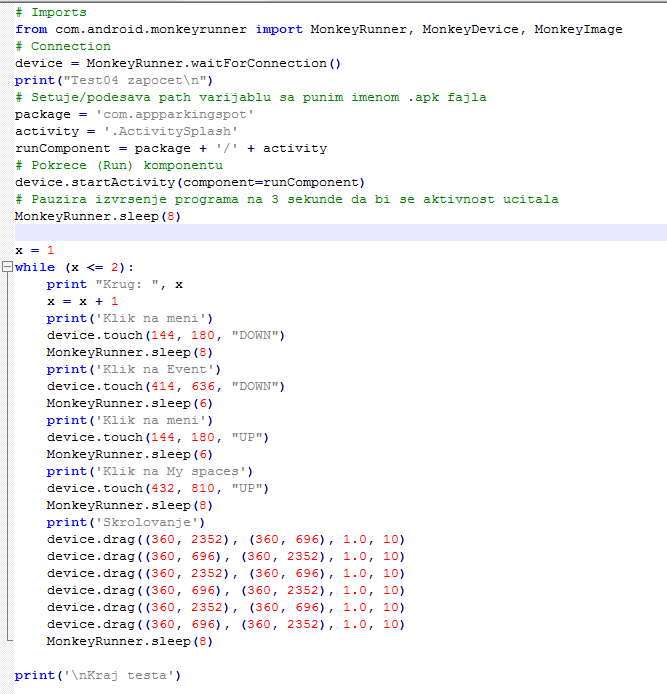 # Imports
from com.android.monkeyrunner import MonkeyRunner, MonkeyDevice, MonkeyImage
# Connection
device = MonkeyRunner.waitForConnection()
print("Test04 zapocet\n")
# Setuje/podesava path varijablu sa punim imenom .apk fajla
package = 'com.appparkingspot'
activity = '.ActivitySplash'
runComponent = package + '/' + activity
# Pokrece (Run) komponentu
device.startActivity(component=runComponent)
# Pauzira izvrsenje programa na 3 sekunde da bi se aktivnost ucitala
MonkeyRunner.sleep(8)

x = 1
while (x <= 2):
    print "Krug: ", x
    x = x + 1
    print('Klik na meni')
    device.touch(144, 180, "DOWN")
    MonkeyRunner.sleep(8)
    print('Klik na Event')
    device.touch(414, 636, "DOWN")
    MonkeyRunner.sleep(6)
    print('Klik na meni')
    device.touch(144, 180, "UP")
    MonkeyRunner.sleep(6)
    print('Klik na My spaces')
    device.touch(432, 810, "UP")
    MonkeyRunner.sleep(8)
    print('Skrolovanje')
    device.drag((360, 2352), (360, 696), 1.0, 10)
    device.drag((360, 696), (360, 2352), 1.0, 10)
    device.drag((360, 2352), (360, 696), 1.0, 10)
    device.drag((360, 696), (360, 2352), 1.0, 10)
    device.drag((360, 2352), (360, 696), 1.0, 10)
    device.drag((360, 696), (360, 2352), 1.0, 10)
    MonkeyRunner.sleep(8)

print('\nKraj testa')